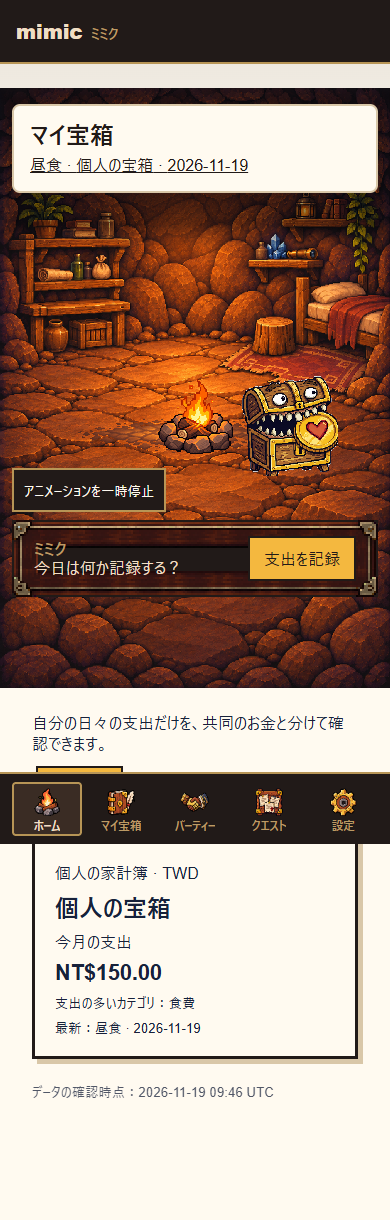 mimic ミミク
マイ宝箱
昼食 · 個人の宝箱 · 2026-11-19
アニメーションを一時停止
ミミク
今日は何か記録する？
支出を記録
自分の日々の支出だけを、共同のお金と分けて確
認できます。
ホーム
マイ宝箱
パーティー
クエスト
設定
個人の家計簿 · TWD
個人の宝箱
今月の支出
NT$150.00
支出の多いカテゴリ：食費
最新：昼食 · 2026-11-19
データの確認時点：2026-11-19 09:46 UTC